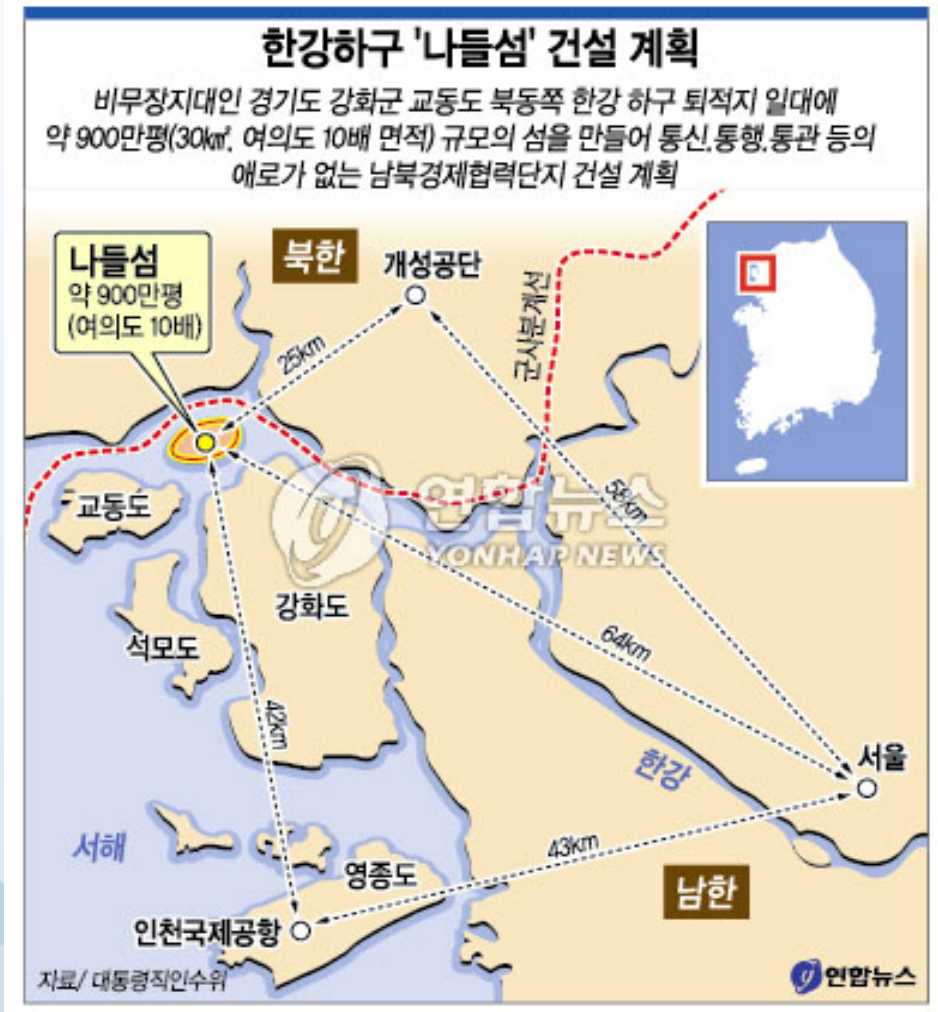 한강하구 '나들섬' 건설 계획
비무장지대인 경기도 강화군 교동도 북동쪽 한강 하구 퇴적지 일대에
약 900만평(30㎢, 여의도 10배 면적) 규모의 섬을 만들어 통신.통행.통관 등의
애로가 없는 남북경제협력단지 건설 계획
나들섬
약 900만평
(여의도 10배)
북한
개성공단
군사분계선
25km
교동도
연합뉴스
YONHAP NEWS
58km
강화도
석모도
64km
42km
한강
서울
서해
43km
영종도
남한
인천국제공항
자료/ 대통령직인수위
연합뉴스